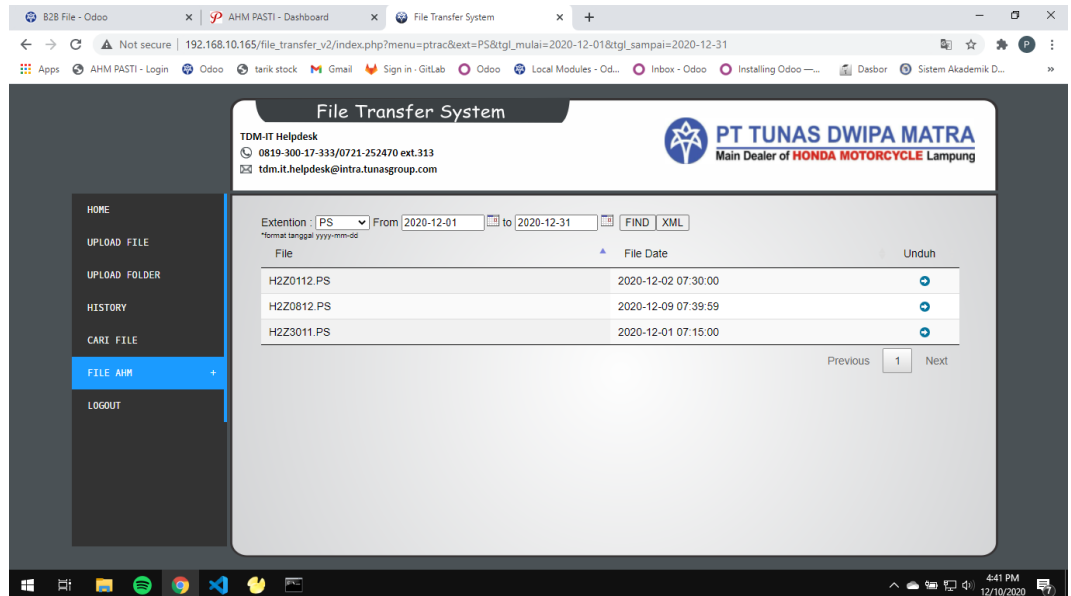 B2B File - Odoo
AHM PASTI - Dashboard
File Transfer System
Not secure
192.168.10.165/file_transfer_v2/index.php?menu=ptrac&ext=PS&tgl_mulai=2020-12-01&tgl_sampai=2020-12-31
P
Apps
AHM PASTI - Login
Odoo
tarik stock
Gmail
Sign in · GitLab
Odoo
Local Modules - Od...
Inbox - Odoo
Installing Odoo —...
Dasbor
Sistem Akademik D...
File Transfer System
TDM-IT Helpdesk
0819-300-17-333/0721-252470 ext.313
tdm.it.helpdesk@intra.tunasgroup.com
PT TUNAS DWIPA MATRA
Main Dealer of HONDA MOTORCYCLE Lampung
HOME
UPLOAD FILE
UPLOAD FOLDER
HISTORY
CARI FILE
FILE AHM +
LOGOUT
Extention : PS From 2020-12-01 to 2020-12-31 FIND XML
*format tanggal yyyy-mm-dd
File File Date Unduh
H2Z0112.PS 2020-12-02 07:30:00
H2Z0812.PS 2020-12-09 07:39:59
H2Z3011.PS 2020-12-01 07:15:00
Previous 1 Next
4:41 PM
12/10/2020